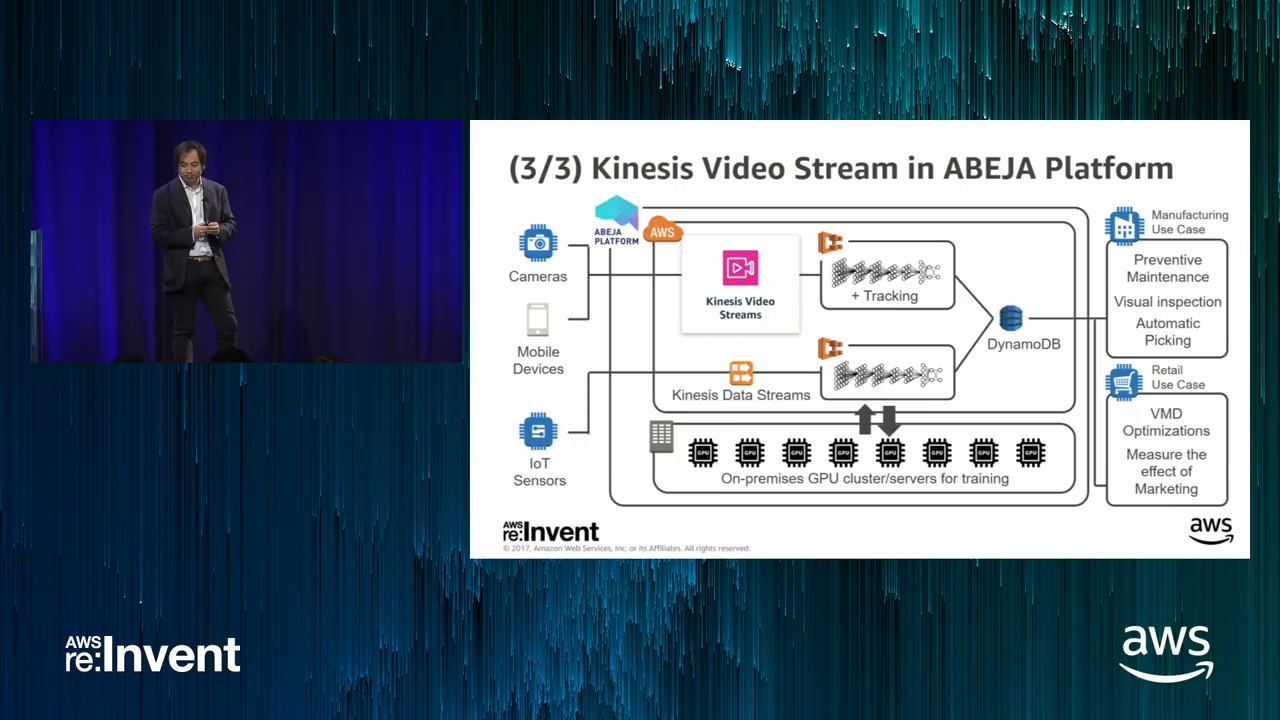 (3/3) Kinesis Video Stream in ABEJA Platform
ABEJA
PLATFORM
AWS
Cameras
Mobile
Devices
IoT
Sensors
Kinesis Video
Streams
+ Tracking
Kinesis Data Streams
DynamoDB
GPU GPU GPU GPU GPU GPU GPU GPU
On-premises GPU cluster/servers for training
Manufacturing
Use Case
Preventive
Maintenance
Visual inspection
Automatic
Picking
Retail
Use Case
VMD
Optimizations
Measure the
effect of
Marketing
AWS
re:Invent
© 2017, Amazon Web Services, Inc. or its Affiliates. All rights reserved.
aws
AWS
re:Invent
aws